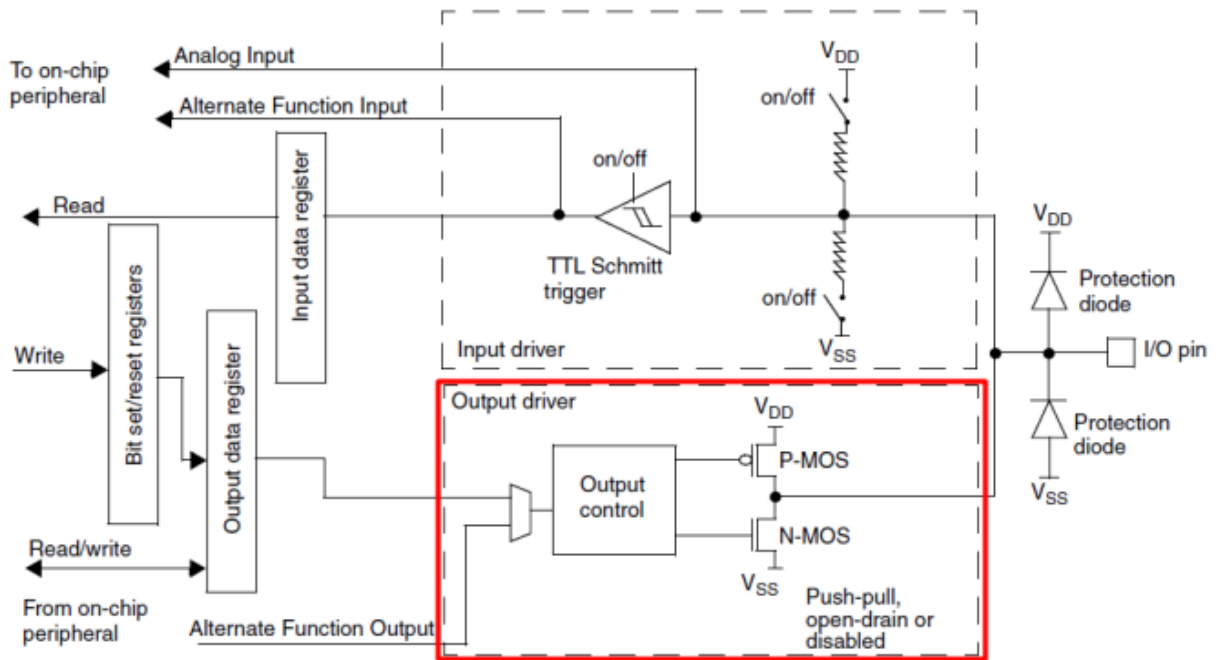 To on-chip
peripheral
Analog Input
Alternate Function Input
Read
Input data register
Bit set/reset registers
Output data register
Write
Read/write
From on-chip
peripheral
Alternate Function Output
on/off
TTL Schmitt
trigger
VDD
on/off
on/off
VSS
Input driver
Output driver
Output
control
VDD
P-MOS
N-MOS
VSS
Push-pull,
open-drain or
disabled
VDD
Protection
diode
I/O pin
Protection
diode
VSS